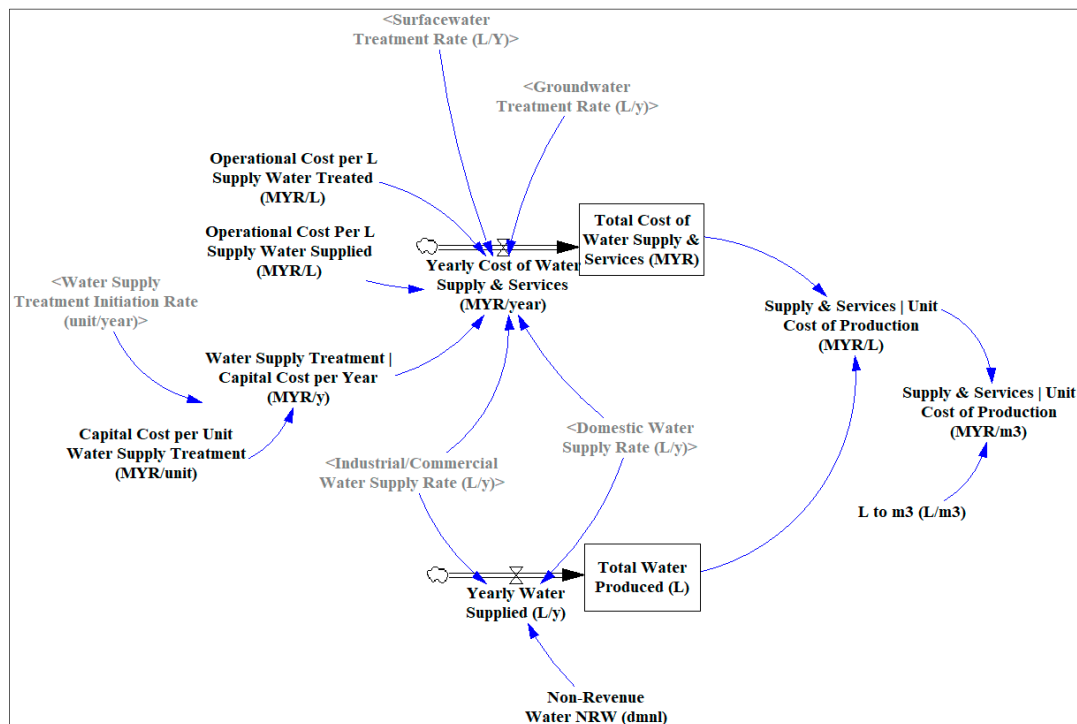 <Surfacewater
Treatment Rate (L/Y)>
<Groundwater
Treatment Rate (L/y)>
Operational Cost per L
Supply Water Treated
(MYR/L)
Operational Cost Per L
Supply Water Supplied
(MYR/L)
Total Cost of
Water Supply &
Services (MYR)
Yearly Cost of Water
Supply & Services
(MYR/year)
<Water Supply
Treatment Initiation Rate
(unit/year)>
Supply & Services | Unit
Cost of Production
(MYR/L)
Water Supply Treatment |
Capital Cost per Year
(MYR/y)
Supply & Services | Unit
Cost of Production
(MYR/m3)
Capital Cost per Unit
Water Supply Treatment
(MYR/unit)
<Domestic Water
Supply Rate (L/y)>
<Industrial/Commercial
Water Supply Rate (L/y)>
L to m3 (L/m3)
Total Water
Produced (L)
Yearly Water
Supplied (L/y)
Non-Revenue
Water NRW (dmnl)